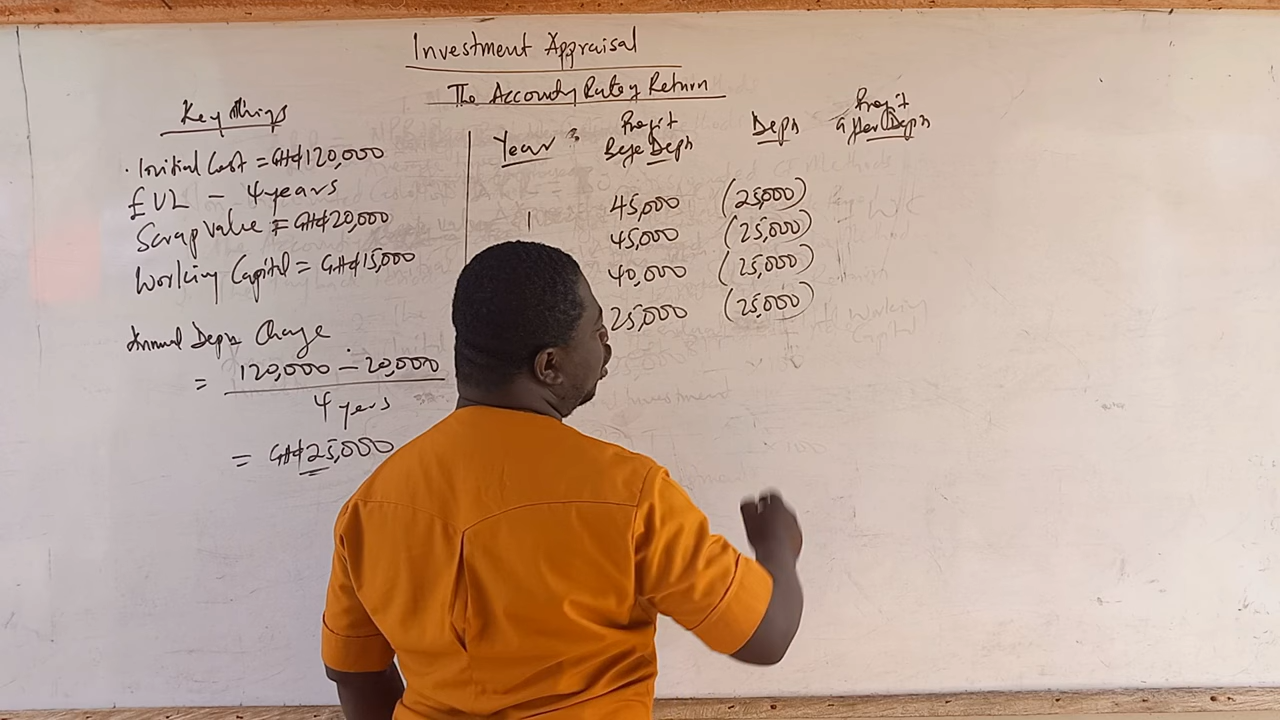 Investment Appraisal
The Accounty Rate of Return
Key things
. Initial Cost = GH¢120,000
EUL - 4 years
Scrap value = GH¢20,000
Working Capital = GH¢15,000
Annual Depn Charge
= 120,000 - 20,000
4 years
= GH¢25,000
Year Profit Befe Depn Depn Profit after Depn
1 45,000 (25,000)
45,000 (25,000)
40,000 (25,000)
25,000 (25,000)